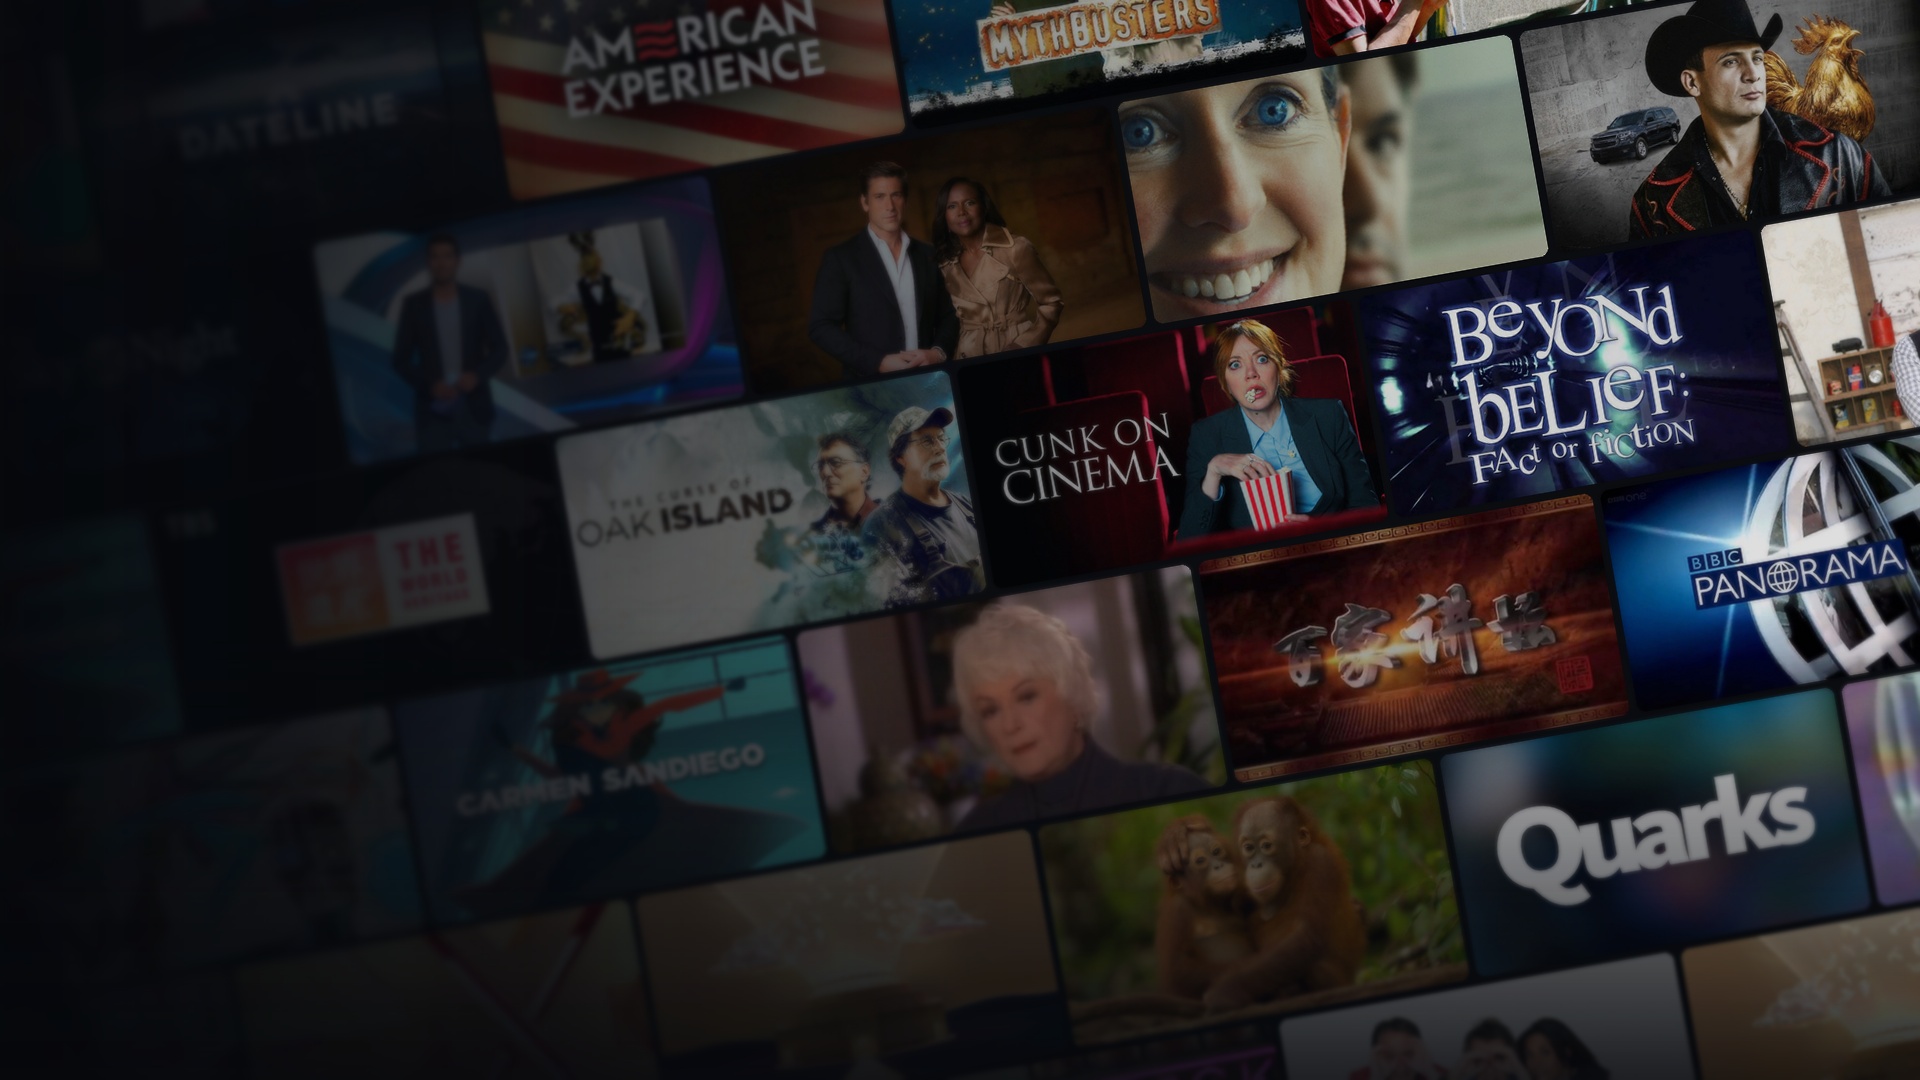 AMERICAN
EXPERIENCE
MYTHBUSTERS
DATELINE
BEYOND
BELIEF:
FACT or FICTION
CUNK ON
CINEMA
THE CURSE OF
OAK ISLAND
THE
WORLD
BBC
PANORAMA
百家讲坛
CARMEN SANDIEGO
Quarks